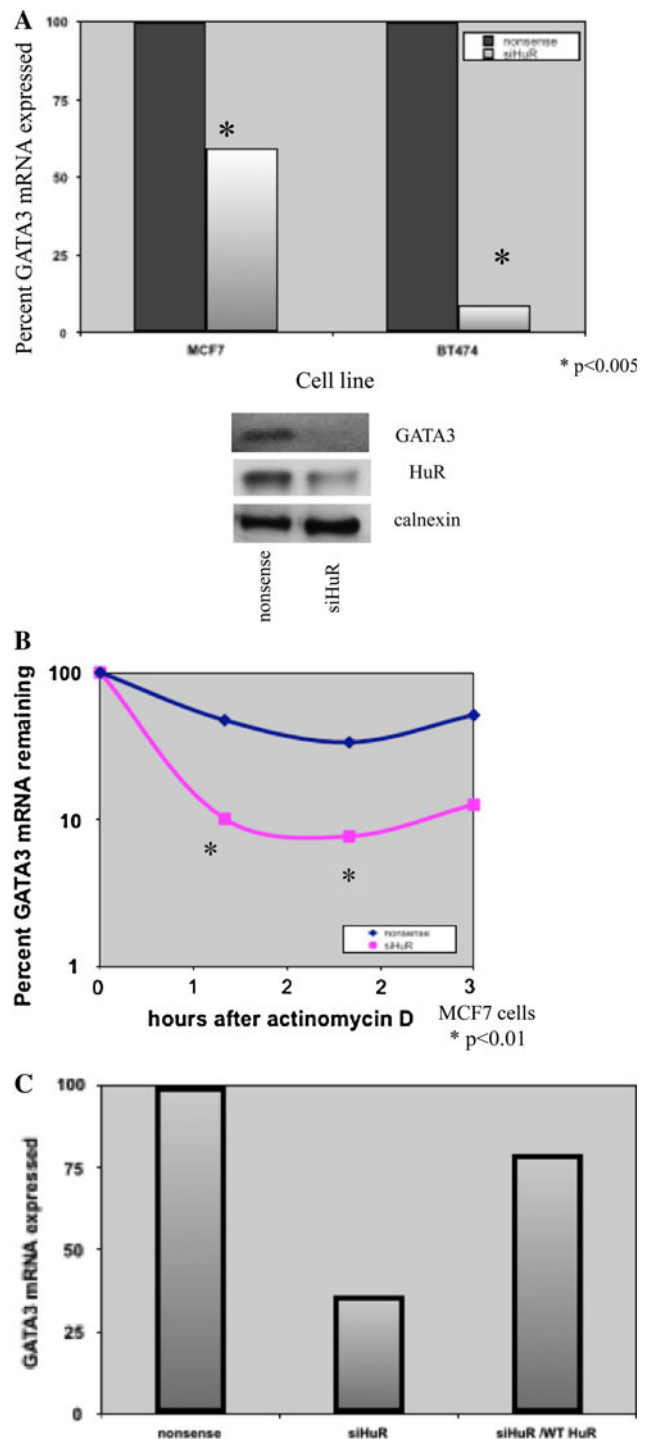 A
Percent GATA3 mRNA expressed
100
75
50
25
0
nonsense
siHuR
*
*
MCF7
BT474
Cell line
* p<0.005
GATA3
HuR
calnexin
nonsense
siHuR
B
Percent GATA3 mRNA remaining
100
10
1
*
*
nonsense
siHuR
0
1
2
2
3
hours after actinomycin D
MCF7 cells
* p<0.01
C
GATA3 mRNA expressed
100
75
50
25
0
nonsense
siHuR
siHuR /WT HuR